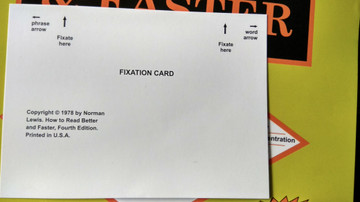 & FASTER
phrase
arrow
Fixate
here
Fixate
here
word
arrow
FIXATION CARD
Copyright © 1978 by Norman
Lewis. How to Read Better
and Faster, Fourth Edition.
Printed in U.S.A.
ntration